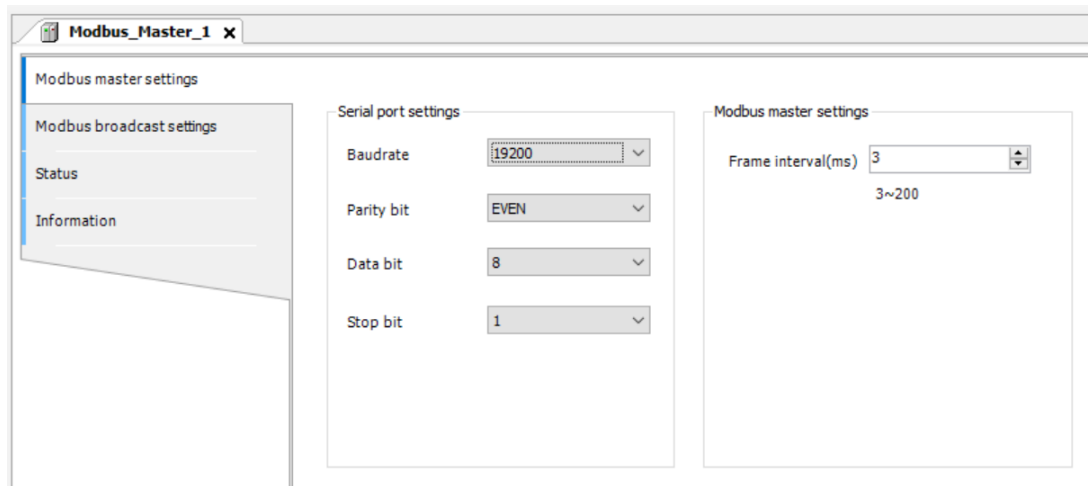 Modbus_Master_1 x
Modbus master settings
Modbus broadcast settings
Status
Information
Serial port settings
Baudrate 19200
Parity bit EVEN
Data bit 8
Stop bit 1
Modbus master settings
Frame interval(ms) 3
3~200